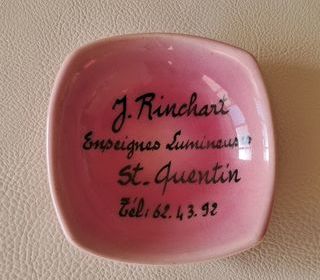 J. Rinchart
Enseignes Lumineuses
St. Quentin
Tél: 62.43.92